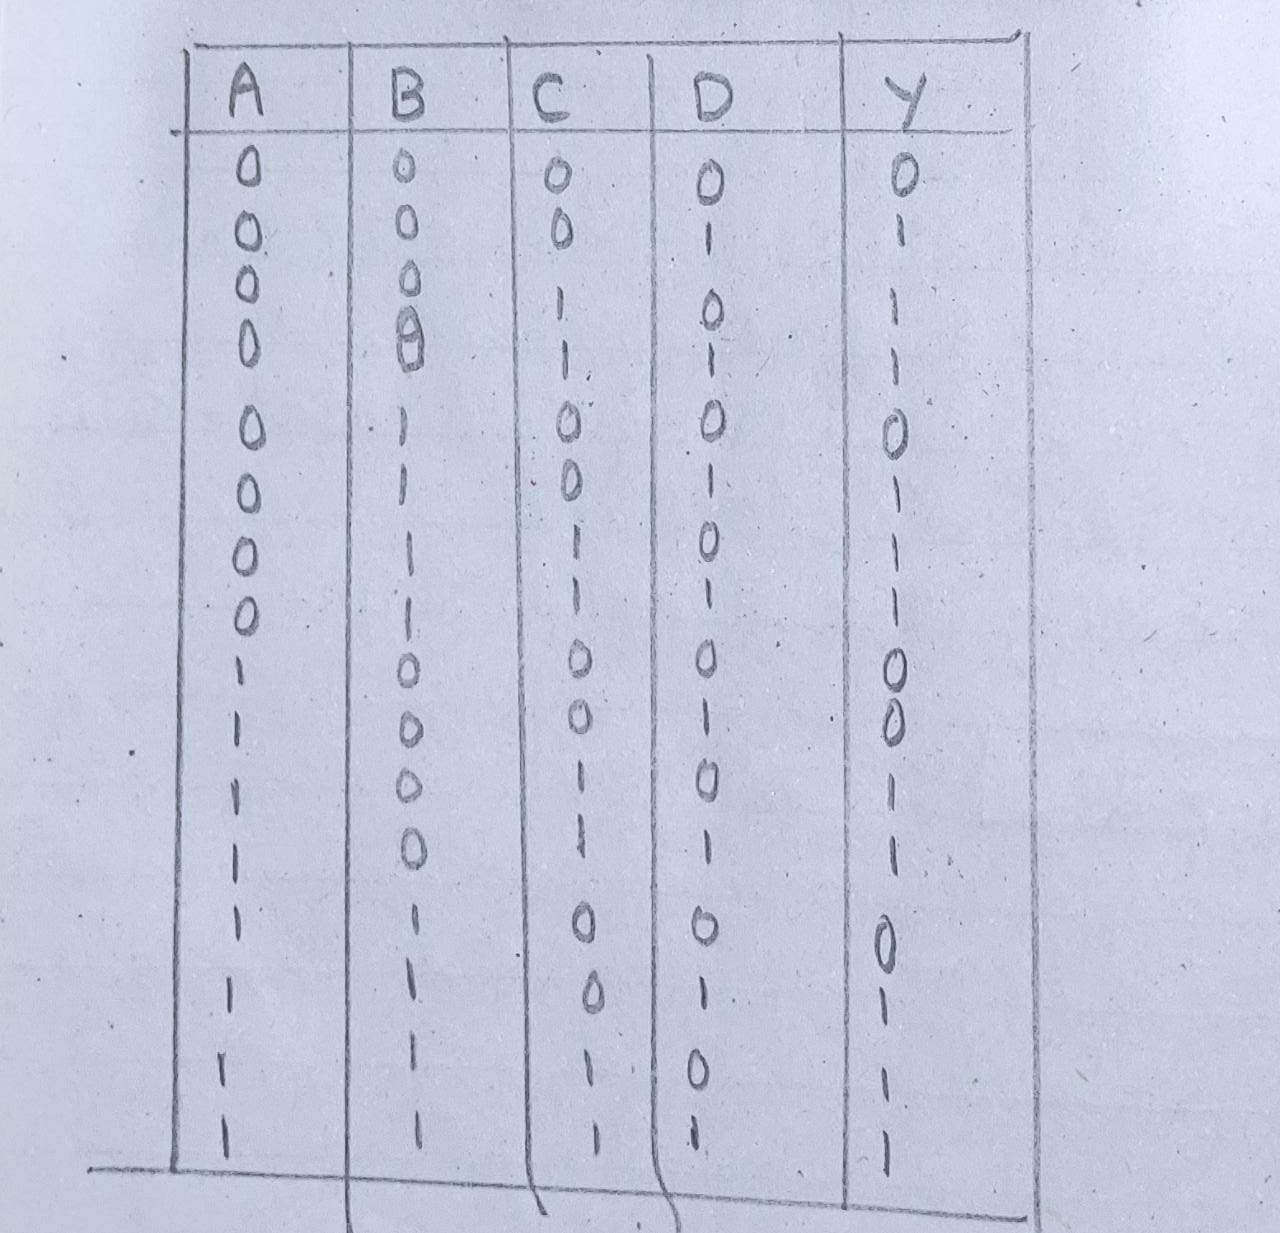 A B C D Y
0 0 0 0 0
0 0 0 1 1
0 0 1 0 1
0 0 1 1 1
0 1 0 0 0
0 1 0 1 1
0 1 1 0 1
0 1 1 1 1
1 0 0 0 0
1 0 0 1 0
1 0 1 0 1
1 0 1 1 1
1 1 0 0 0
1 1 0 1 1
1 1 1 0 1
1 1 1 1 1